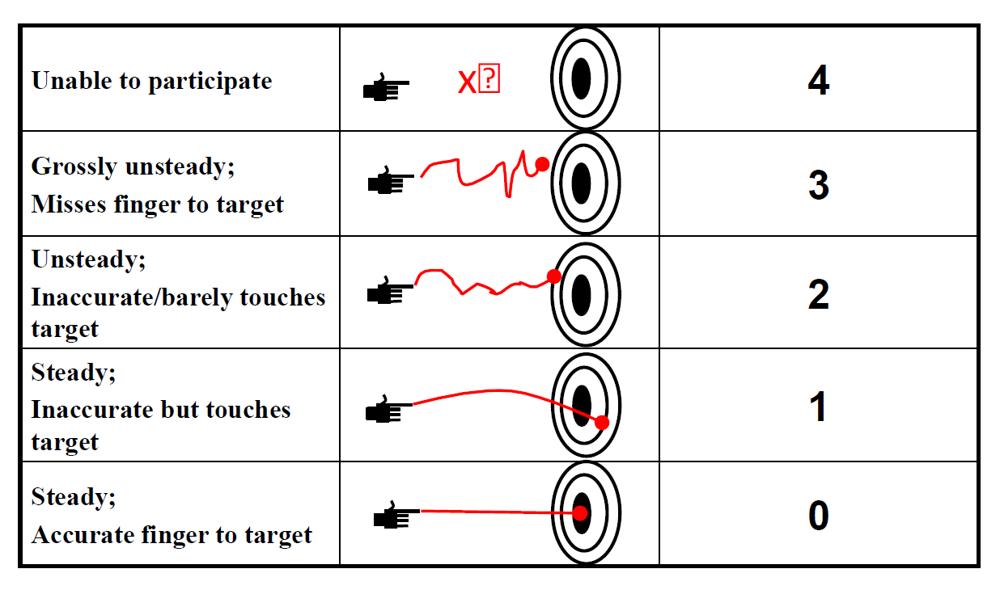 Unable to participate
x
4
Grossly unsteady;
Misses finger to target
3
Unsteady;
Inaccurate/barely touches
target
2
Steady;
Inaccurate but touches
target
1
Steady;
Accurate finger to target
0